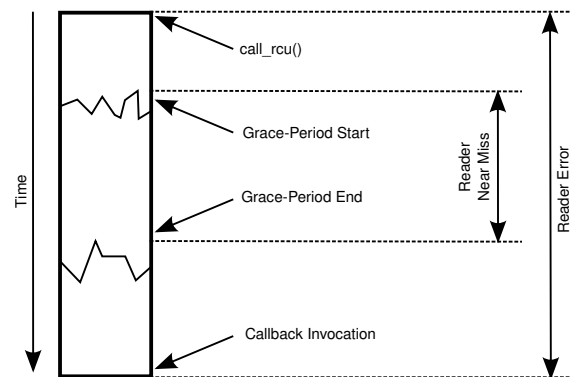 call_rcu()
Grace-Period Start
Reader
Near Miss
Time
Grace-Period End
Reader Error
Callback Invocation